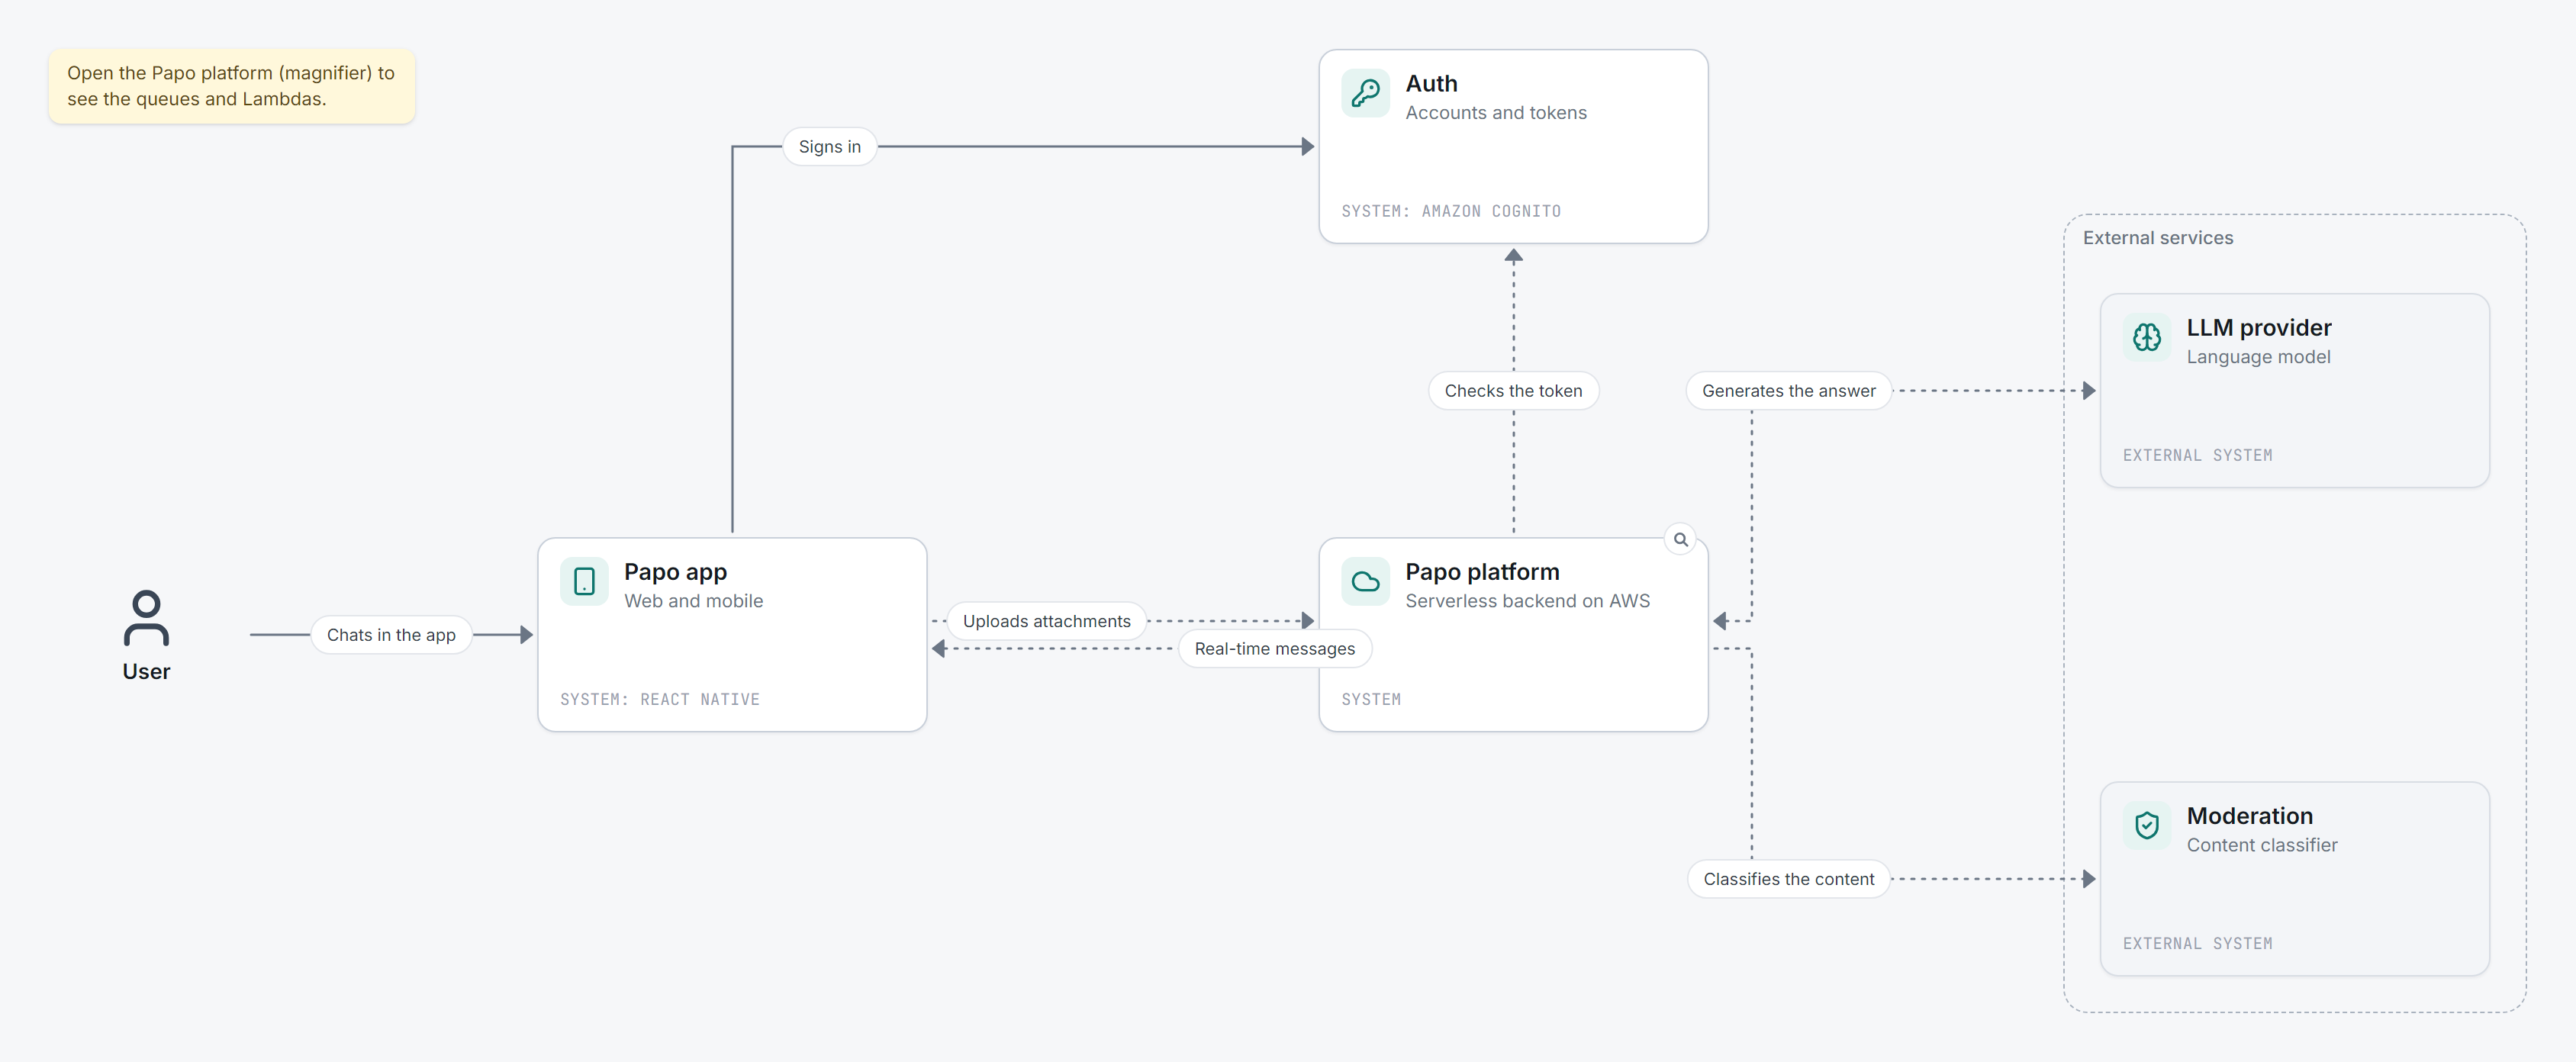 Open the Papo platform (magnifier) to
see the queues and Lambdas.
Auth
Accounts and tokens
SYSTEM: AMAZON COGNITO
Signs in
External services
LLM provider
Language model
EXTERNAL SYSTEM
Checks the token
Generates the answer
User
Chats in the app
Papo app
Web and mobile
SYSTEM: REACT NATIVE
Uploads attachments
Real-time messages
Papo platform
Serverless backend on AWS
SYSTEM
Classifies the content
Moderation
Content classifier
EXTERNAL SYSTEM